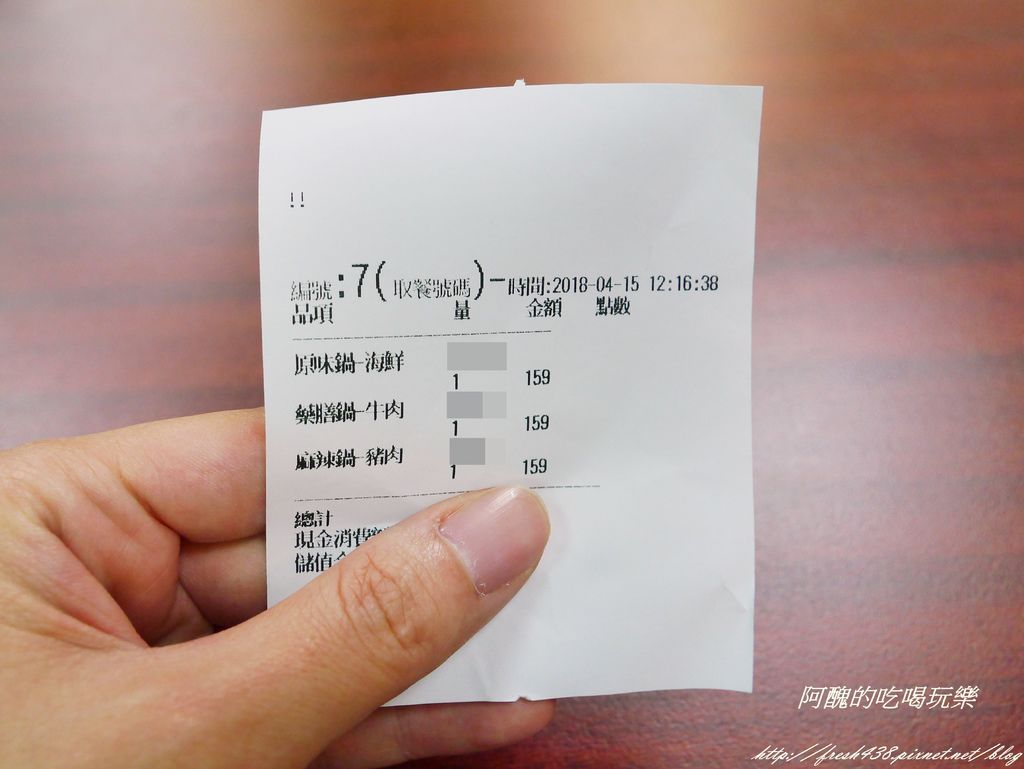 !!
編號:7(取餐號碼)-時間:2018-04-15 12:16:38
品項 量 金額 點數
原味鍋-海鮮
1 159
藥膳鍋-牛肉
1 159
麻辣鍋-豬肉
1 159
總計
現金消費
儲值
阿醜的吃喝玩樂
http://fresh438.pixnet.net/blog